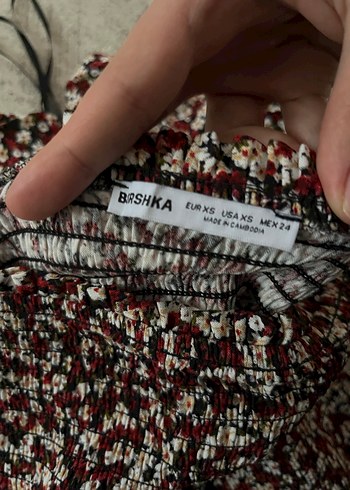 BERSHKA
EUR XS USA XS MEX 24
MADE IN CAMBODIA